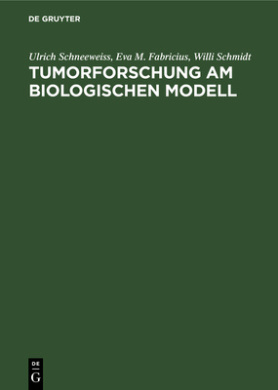 DE GRUYTER
Ulrich Schneeweiss, Eva M. Fabricius, Willi Schmidt
TUMORFORSCHUNG AM
BIOLOGISCHEN MODELL
DE
G